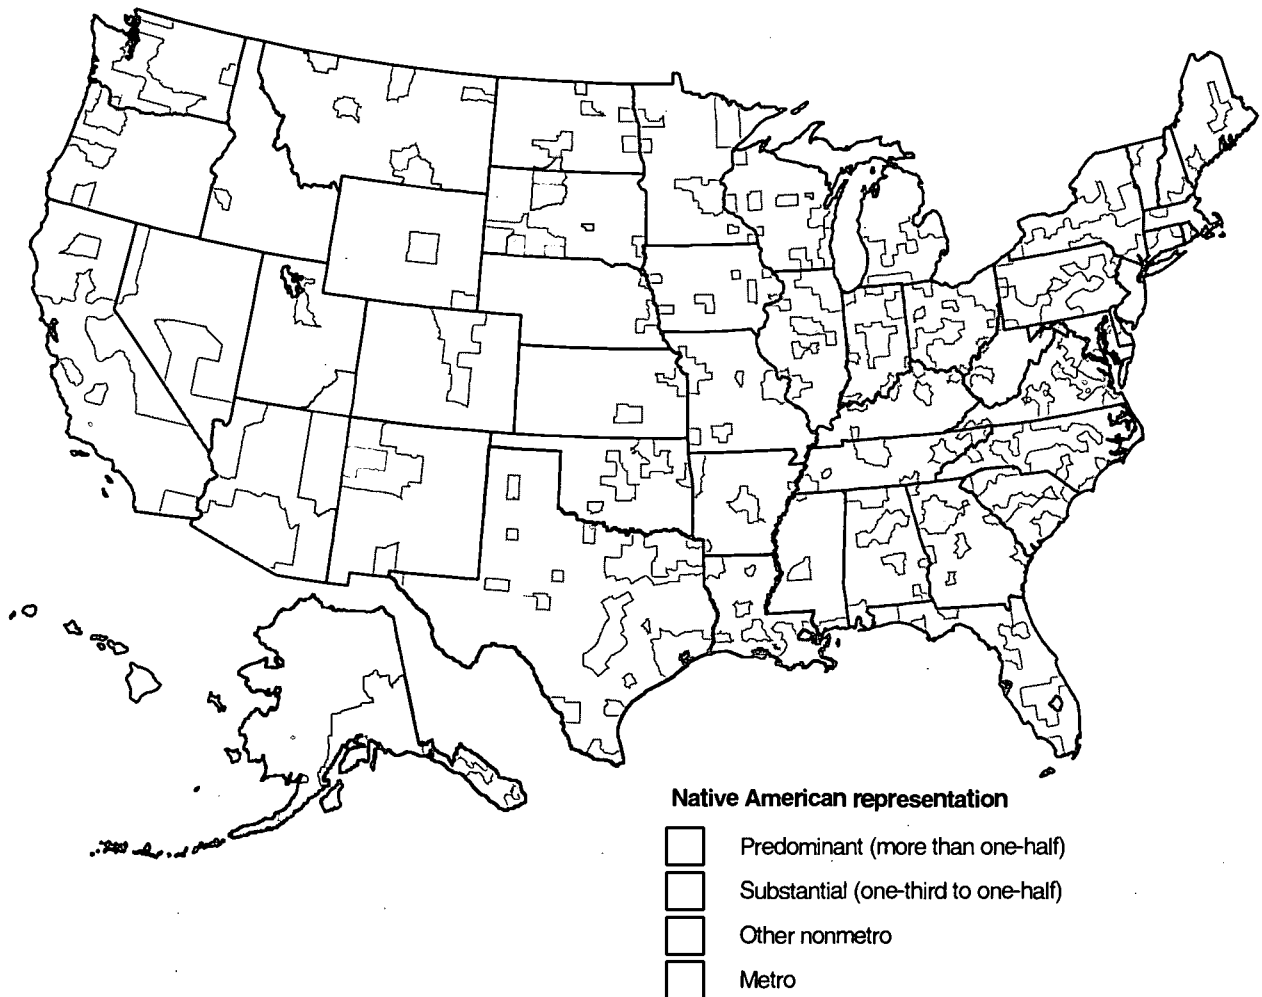 Native American representation
Predominant (more than one-half)
Substantial (one-third to one-half)
Other nonmetro
Metro